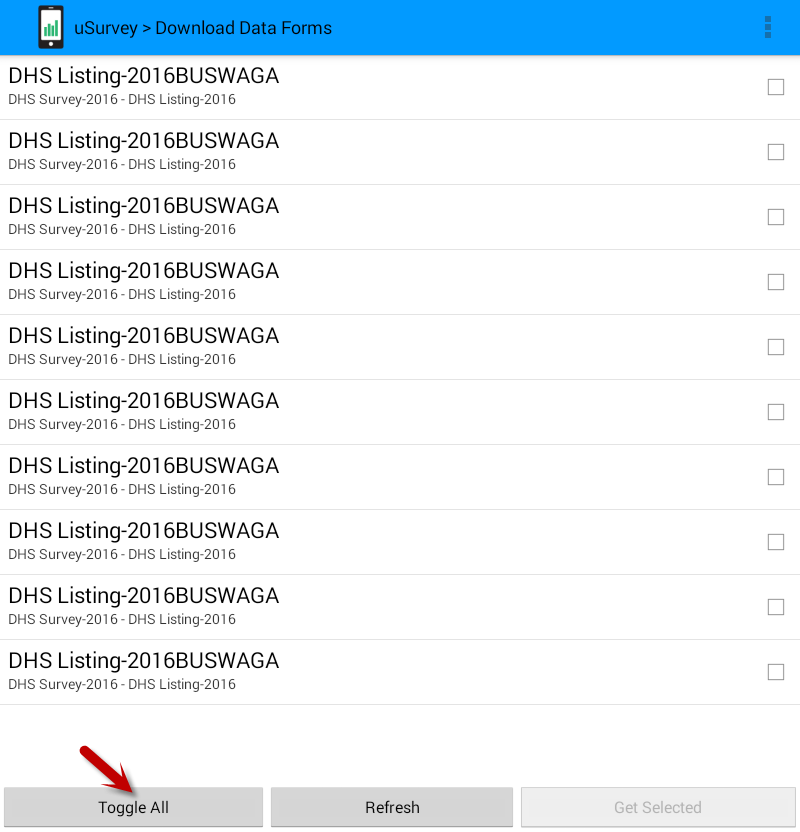 uSurvey > Download Data Forms
DHS Listing-2016BUSWAGA
DHS Survey-2016 - DHS Listing-2016
DHS Listing-2016BUSWAGA
DHS Survey-2016 - DHS Listing-2016
DHS Listing-2016BUSWAGA
DHS Survey-2016 - DHS Listing-2016
DHS Listing-2016BUSWAGA
DHS Survey-2016 - DHS Listing-2016
DHS Listing-2016BUSWAGA
DHS Survey-2016 - DHS Listing-2016
DHS Listing-2016BUSWAGA
DHS Survey-2016 - DHS Listing-2016
DHS Listing-2016BUSWAGA
DHS Survey-2016 - DHS Listing-2016
DHS Listing-2016BUSWAGA
DHS Survey-2016 - DHS Listing-2016
DHS Listing-2016BUSWAGA
DHS Survey-2016 - DHS Listing-2016
DHS Listing-2016BUSWAGA
DHS Survey-2016 - DHS Listing-2016
Toggle All Refresh Get Selected